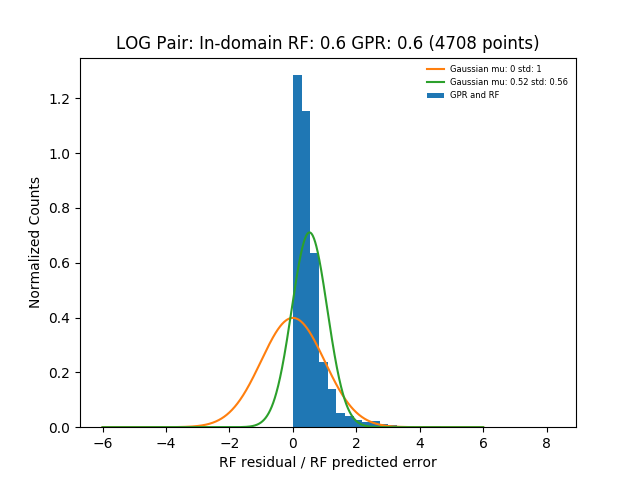 LOG Pair: In-domain RF: 0.6 GPR: 0.6 (4708 points)
Gaussian mu: 0 std: 1
Gaussian mu: 0.52 std: 0.56
GPR and RF
Normalized Counts
1.2
1.0
0.8
0.6
0.4
0.2
0.0
−6 −4 −2 0 2 4 6 8
RF residual / RF predicted error